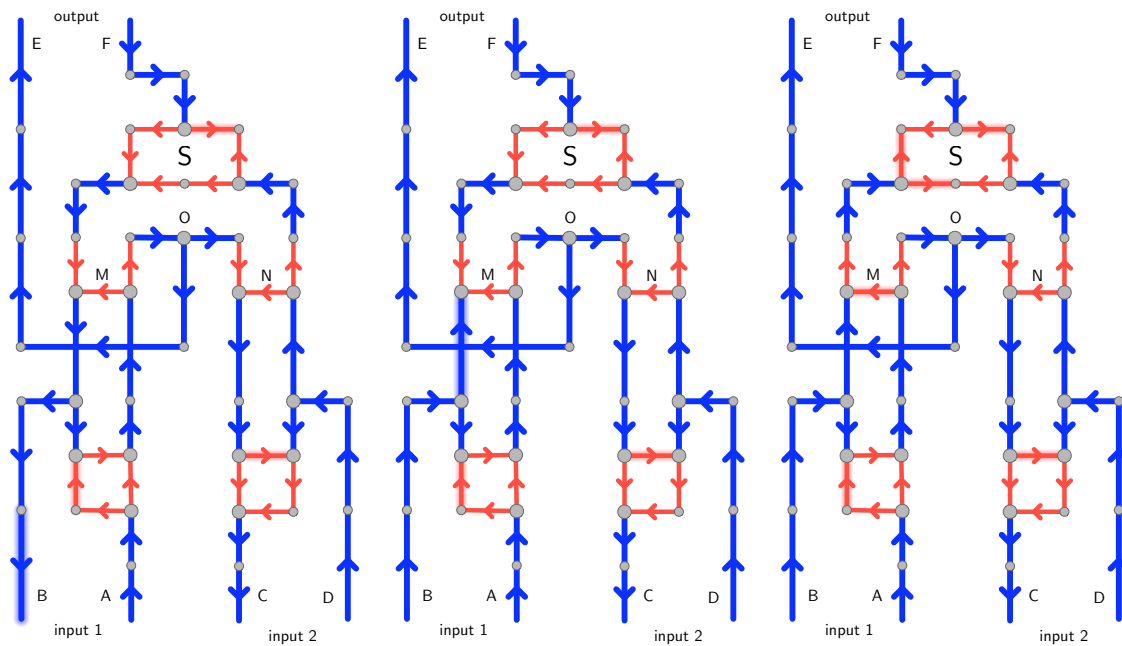 output output output
E F E F E F
S S S
O O O
M N M N M N
B A C D B A C D B A C D
input 1 input 2 input 1 input 2 input 1 input 2